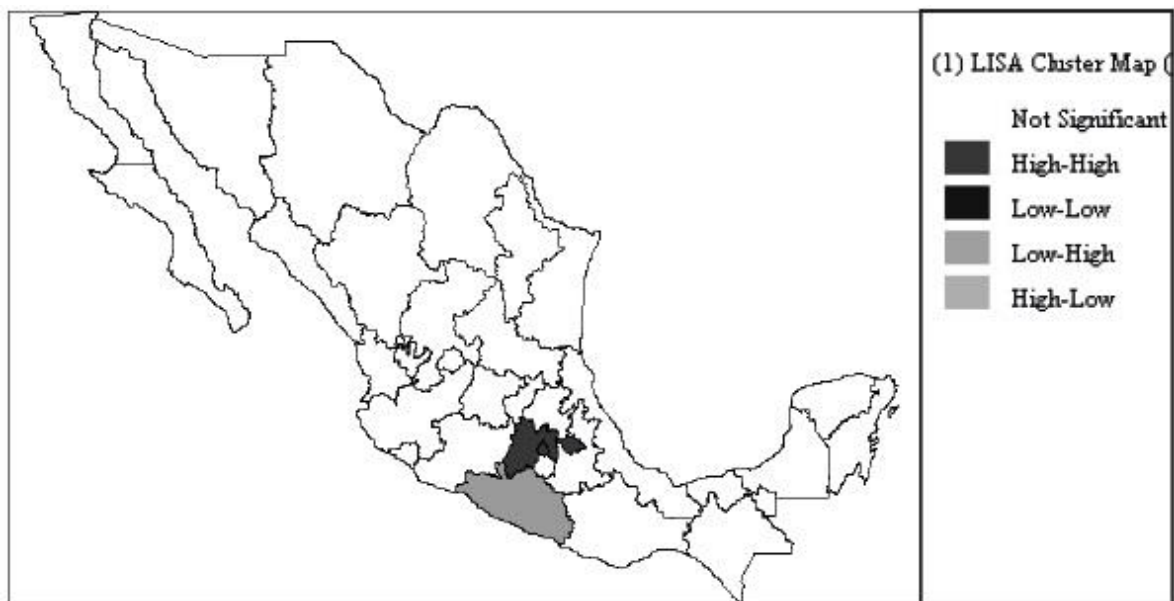 (1) LISA Cluster Map (
Not Significant
High-High
Low-Low
Low-High
High-Low